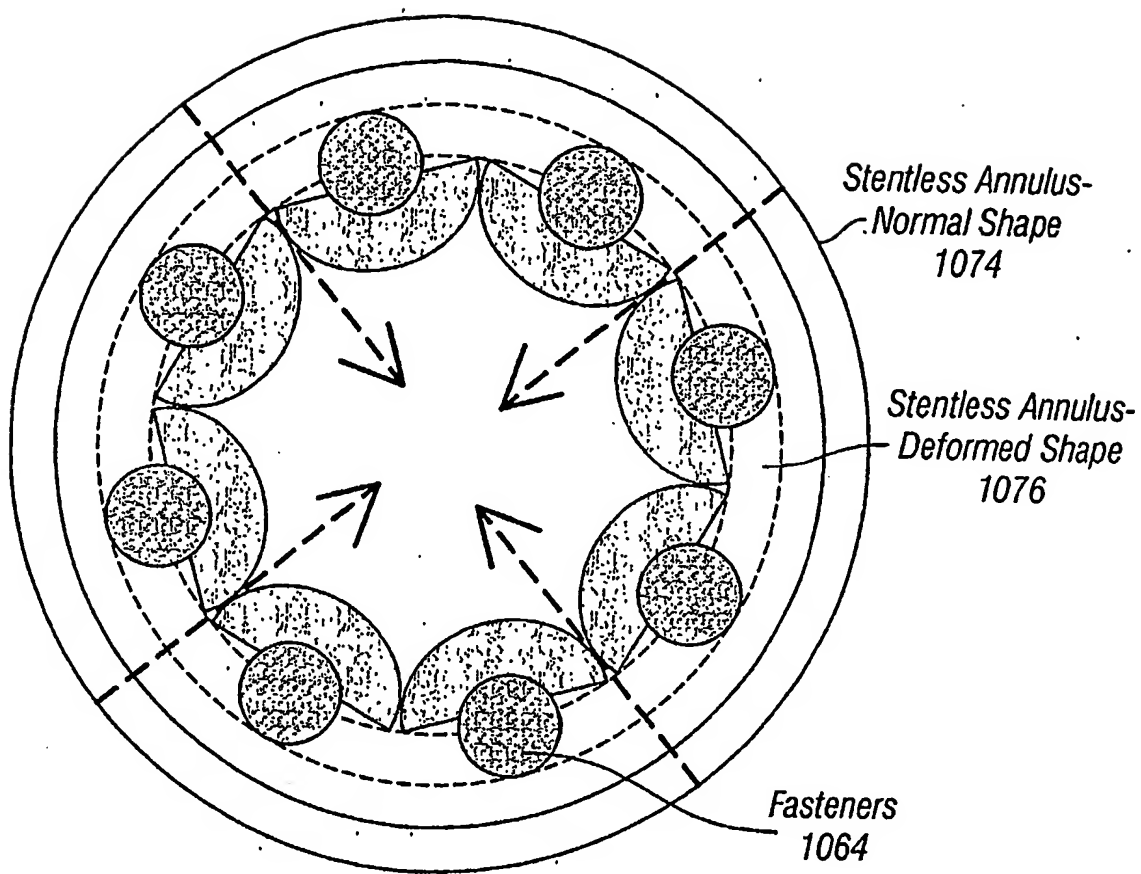 Stentless Annulus-
Normal Shape
1074
Stentless Annulus-
Deformed Shape
1076
Fasteners
1064